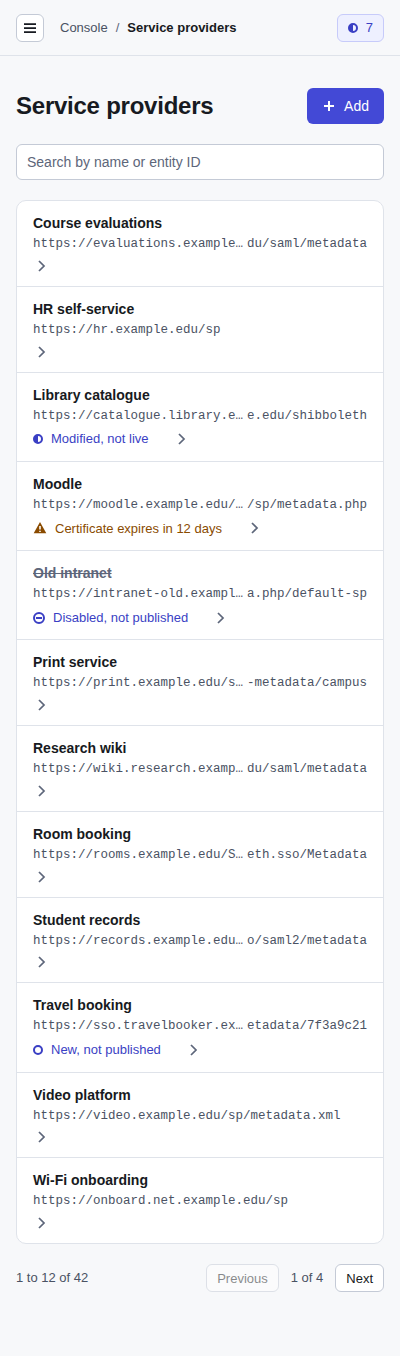 Console / Service providers
7
Service providers
Add
Search by name or entity ID
Course evaluations
https://evaluations.example… du/saml/metadata
HR self-service
https://hr.example.edu/sp
Library catalogue
https://catalogue.library.e… e.edu/shibboleth
Modified, not live
Moodle
https://moodle.example.edu/… /sp/metadata.php
Certificate expires in 12 days
Old intranet
https://intranet-old.exampl… a.php/default-sp
Disabled, not published
Print service
https://print.example.edu/s… -metadata/campus
Research wiki
https://wiki.research.examp… du/saml/metadata
Room booking
https://rooms.example.edu/S… eth.sso/Metadata
Student records
https://records.example.edu… o/saml2/metadata
Travel booking
https://sso.travelbooker.ex… etadata/7f3a9c21
New, not published
Video platform
https://video.example.edu/sp/metadata.xml
Wi-Fi onboarding
https://onboard.net.example.edu/sp
1 to 12 of 42
Previous
1 of 4
Next